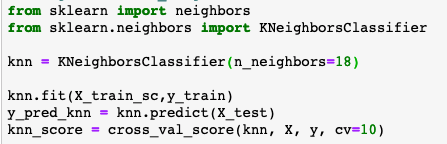 from sklearn import neighbors
from sklearn.neighbors import KNeighborsClassifier
knn = KNeighborsClassifier(n_neighbors=18)
knn.fit(X_train_sc,y_train)
y_pred_knn = knn.predict(X_test)
knn_score = cross_val_score(knn, X, y, cv=10)